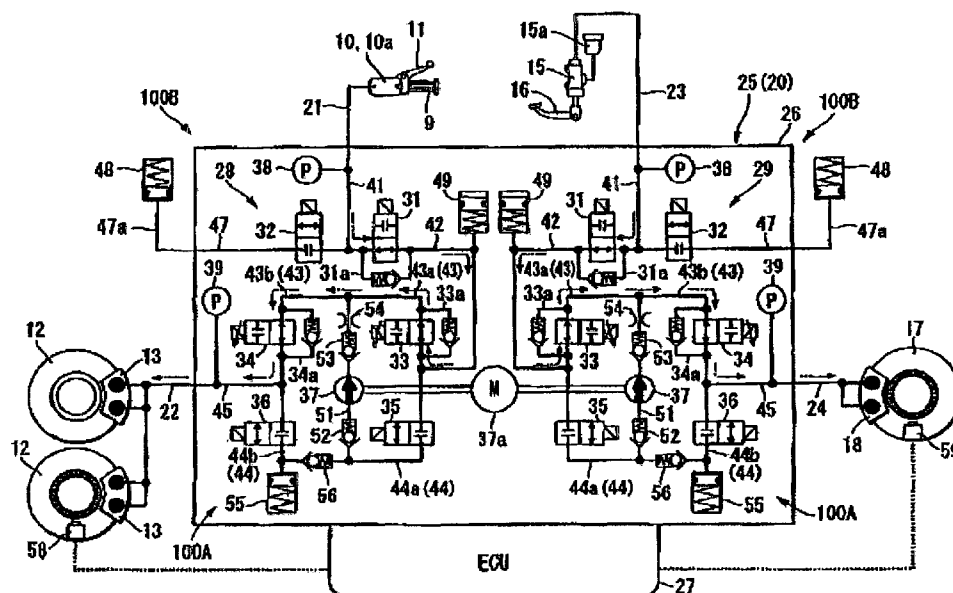 11
10, 10a
9
21
15a
15
16
23
25 (20)
26
100B
100B
38
P
28
41
31
49
49
31
41
P
38
29
48
48
32
42
42
32
47a
47
47
47a
31a
31a
39
43b (43)
43a (43)
43a (43)
43b (43)
39
P
33a
33a
P
12
13
34
54
54
34
17
53
33
33
53
34a
34a
22
45
37
M
37
45
24
36
51
35
37a
35
51
36
18
12
52
52
59
44b
(44)
44b
(44)
55
56
44a (44)
44a (44)
56
55
13
58
100A
100A
ECU
27